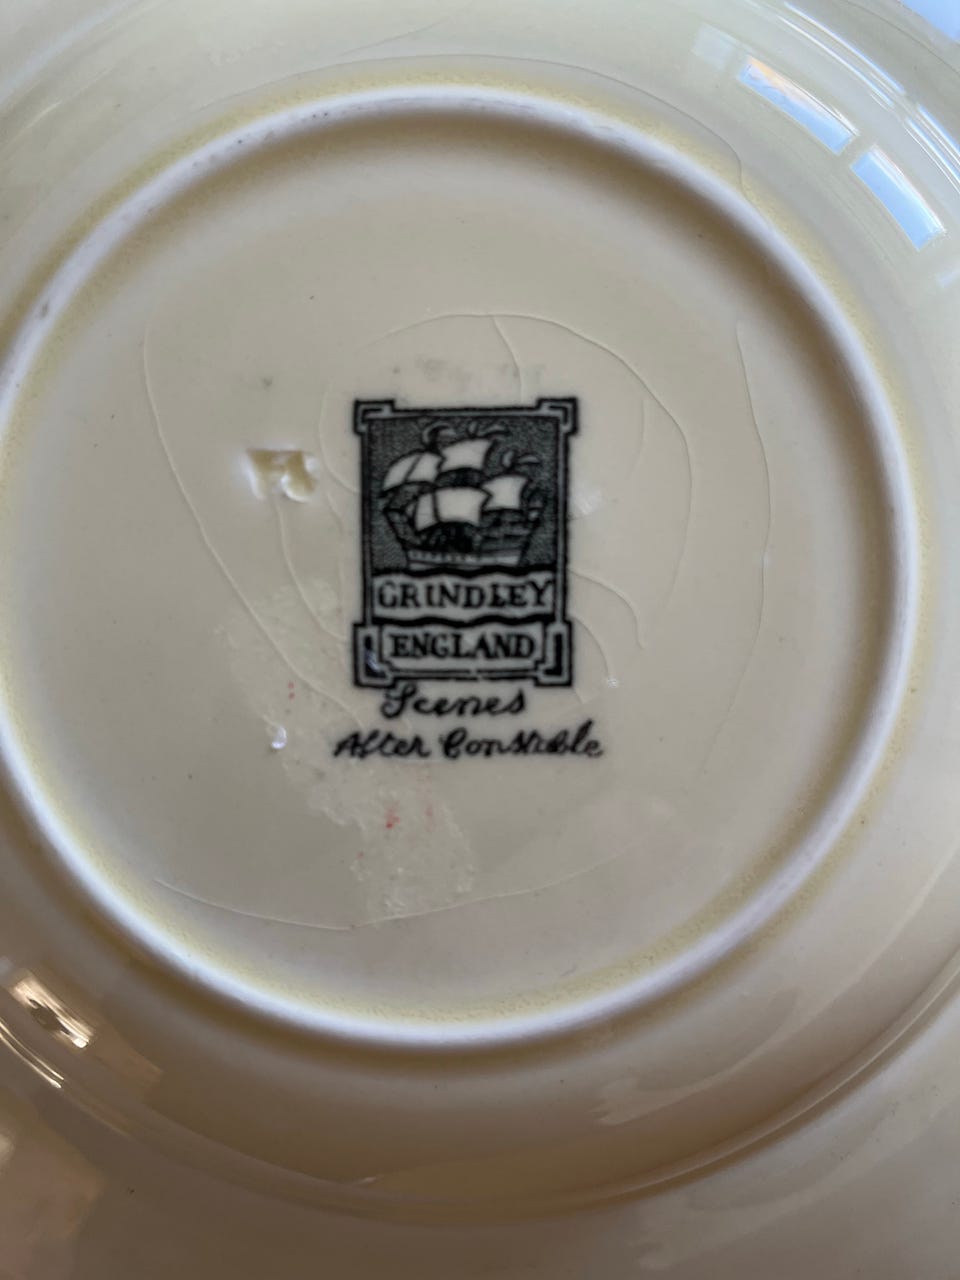 GRINDLEY
ENGLAND
Scenes
After Constable